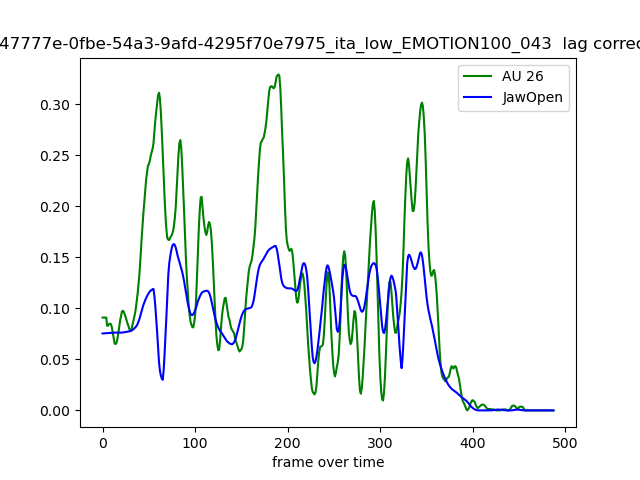 47777e-0fbe-54a3-9afd-4295f70e7975_ita_low_EMOTION100_043  lag correc
AU 26
JawOpen
0.30
0.25
0.20
0.15
0.10
0.05
0.00
0 100 200 300 400 500
frame over time